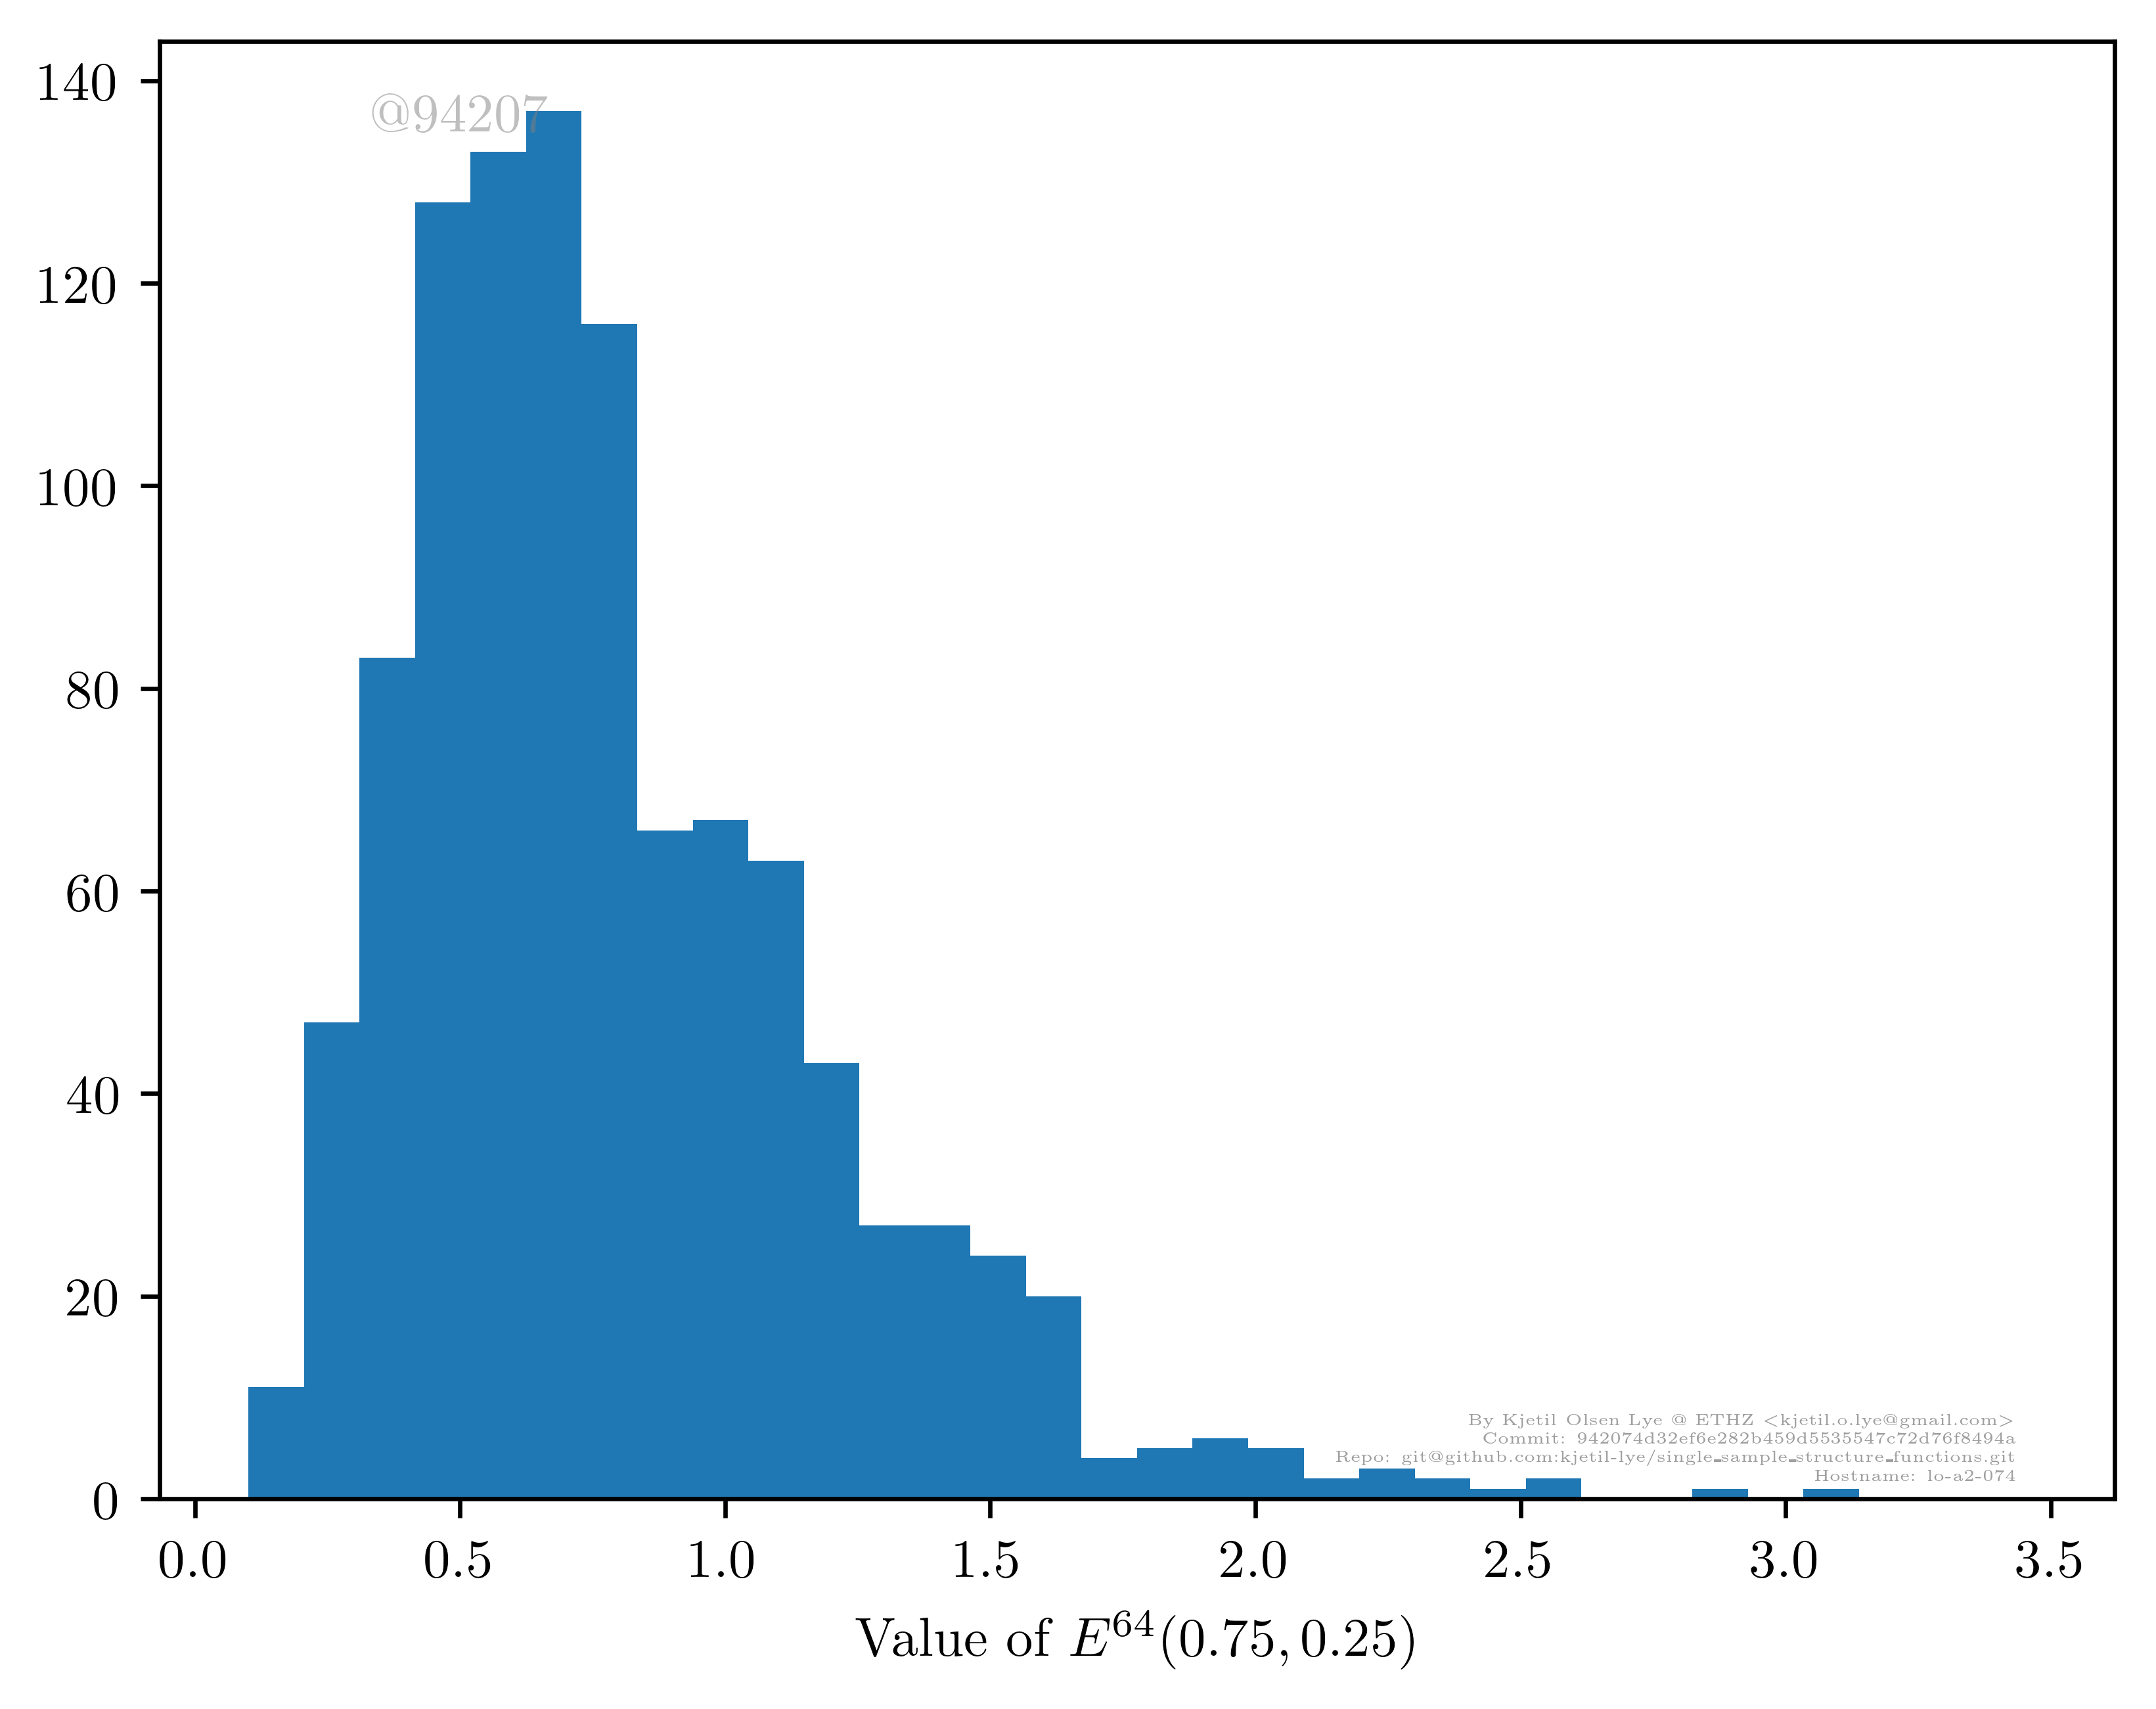 140
@94207
120
100
80
60
40
20
0
0.0 0.5 1.0 1.5 2.0 2.5 3.0 3.5
By Kjetil Olsen Lye @ ETHZ <kjetil.o.lye@gmail.com>
Commit: 942074d32ef6e282b459d5535547c72d76f8494a
Repo: git@github.com:kjetil-lye/single_sample_structure_functions.git
Hostname: lo-a2-074
Value of E^64(0.75, 0.25)